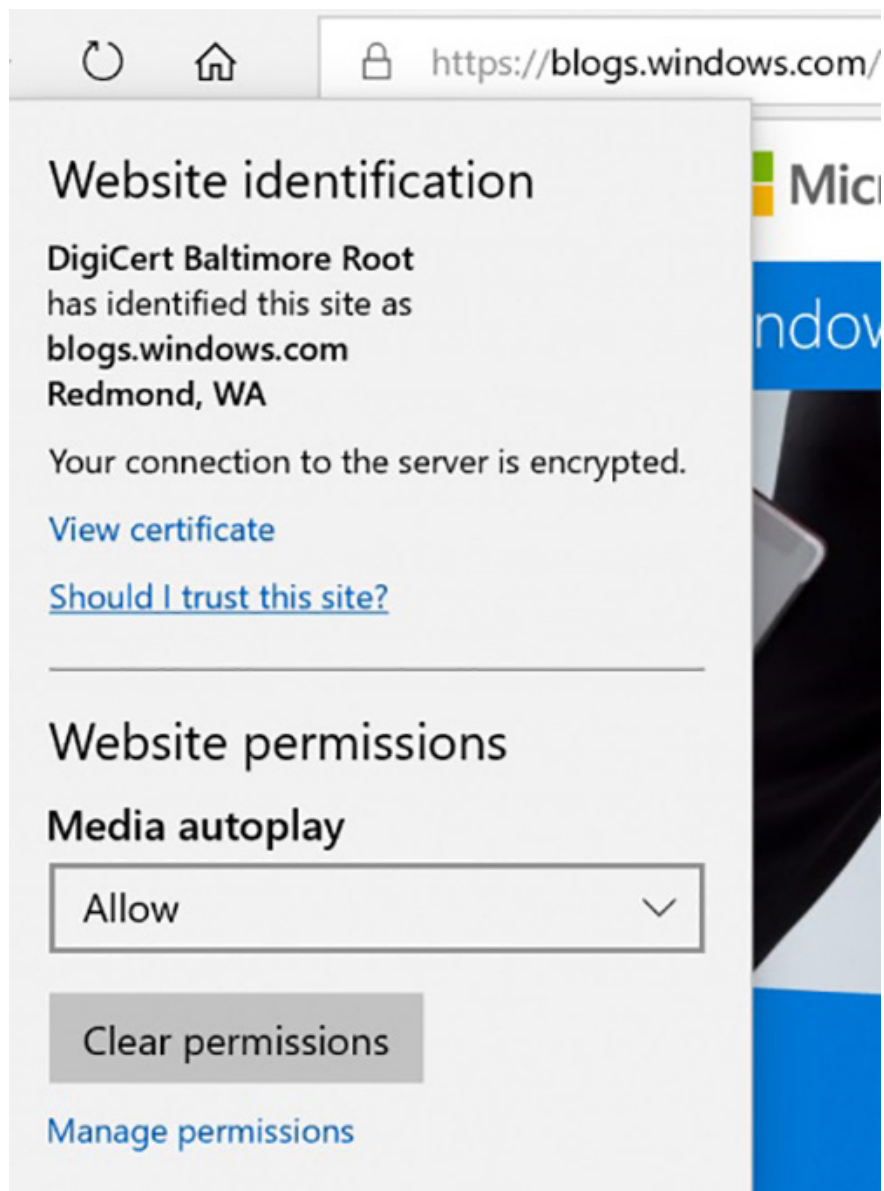 https://blogs.windows.com/
Website identification
DigiCert Baltimore Root
has identified this site as
blogs.windows.com
Redmond, WA
Your connection to the server is encrypted.
View certificate
Should I trust this site?
Website permissions
Media autoplay
Allow
Clear permissions
Manage permissions